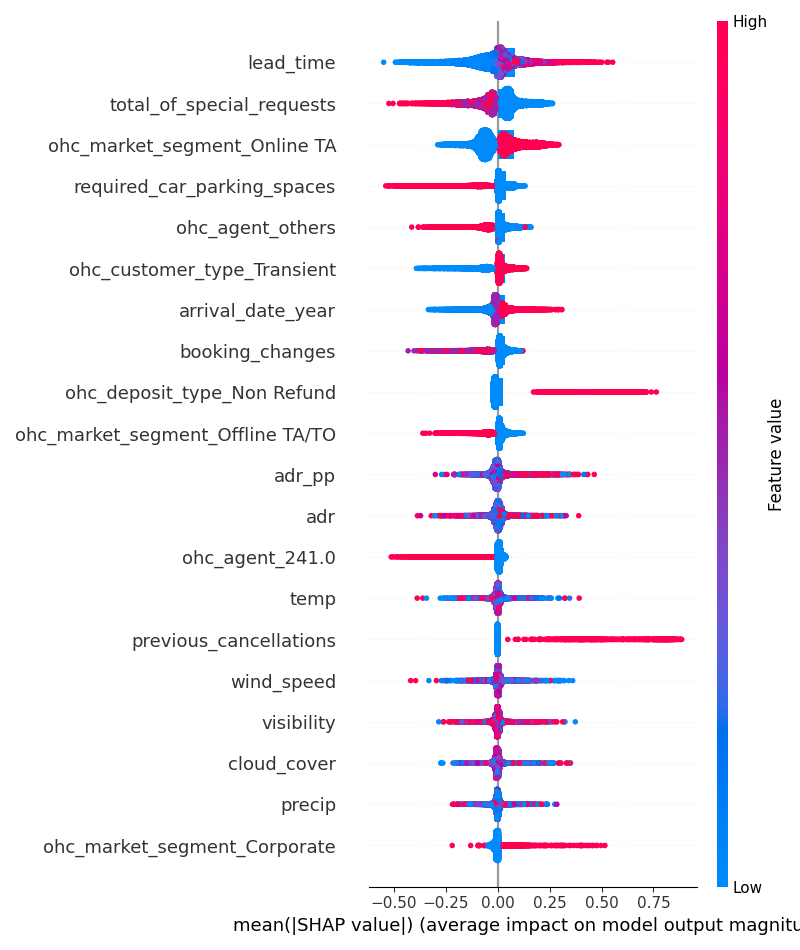 High
lead_time
total_of_special_requests
ohc_market_segment_Online TA
required_car_parking_spaces
ohc_agent_others
ohc_customer_type_Transient
arrival_date_year
booking_changes
ohc_deposit_type_Non Refund
ohc_market_segment_Offline TA/TO
adr_pp
adr
ohc_agent_241.0
temp
previous_cancellations
wind_speed
visibility
cloud_cover
precip
ohc_market_segment_Corporate
Feature value
Low
−0.50 −0.25 0.00 0.25 0.50 0.75
mean(|SHAP value|) (average impact on model output magnitu